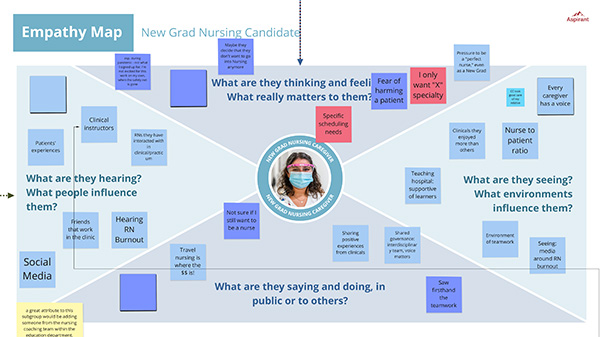 Empathy Map
New Grad Nursing Candidate
Aspirant
Maybe they
decide that they
don't want to go
into nursing
anymore
What are they thinking and feeli
What really matters to them?
Fear of
harming
a patient
I only
want "X"
specialty
Pressure to be
a "perfect
nurse," even
as a New Grad
Every
caregiver
has a voice
Specific
scheduling
needs
Clinical
instructors
Patients'
experiences
RNs they have
interacted with
in
clinical/practic
um
What are they hearing?
What people influence
them?
Friends
that work
in the clinic
Hearing
RN
Burnout
Social
Media
NEW GRAD NURSING CAREGIVER
NEW GRAD NURSING CAREGIVER
Clinicals they
enjoyed
more than
others
Nurse to
patient
ratio
Teaching
hospital;
supportive
of learners
What are they seeing?
What environments
influence them?
Environment
of teamwork
Seeing:
media
around RN
burnout
Not sure if I
still want to
be a nurse
Travel
nursing is
where the
$$ is!
Sharing
positive
experiences
from clinicals
Shared
governance:
interdisciplinar
y team, voice
matters
What are they saying and doing, in
public or to others?
Saw
firsthand
the
teamwork
a great attribute to this
subgroup would be adding
someone from the nursing
coaching team within the
education department.